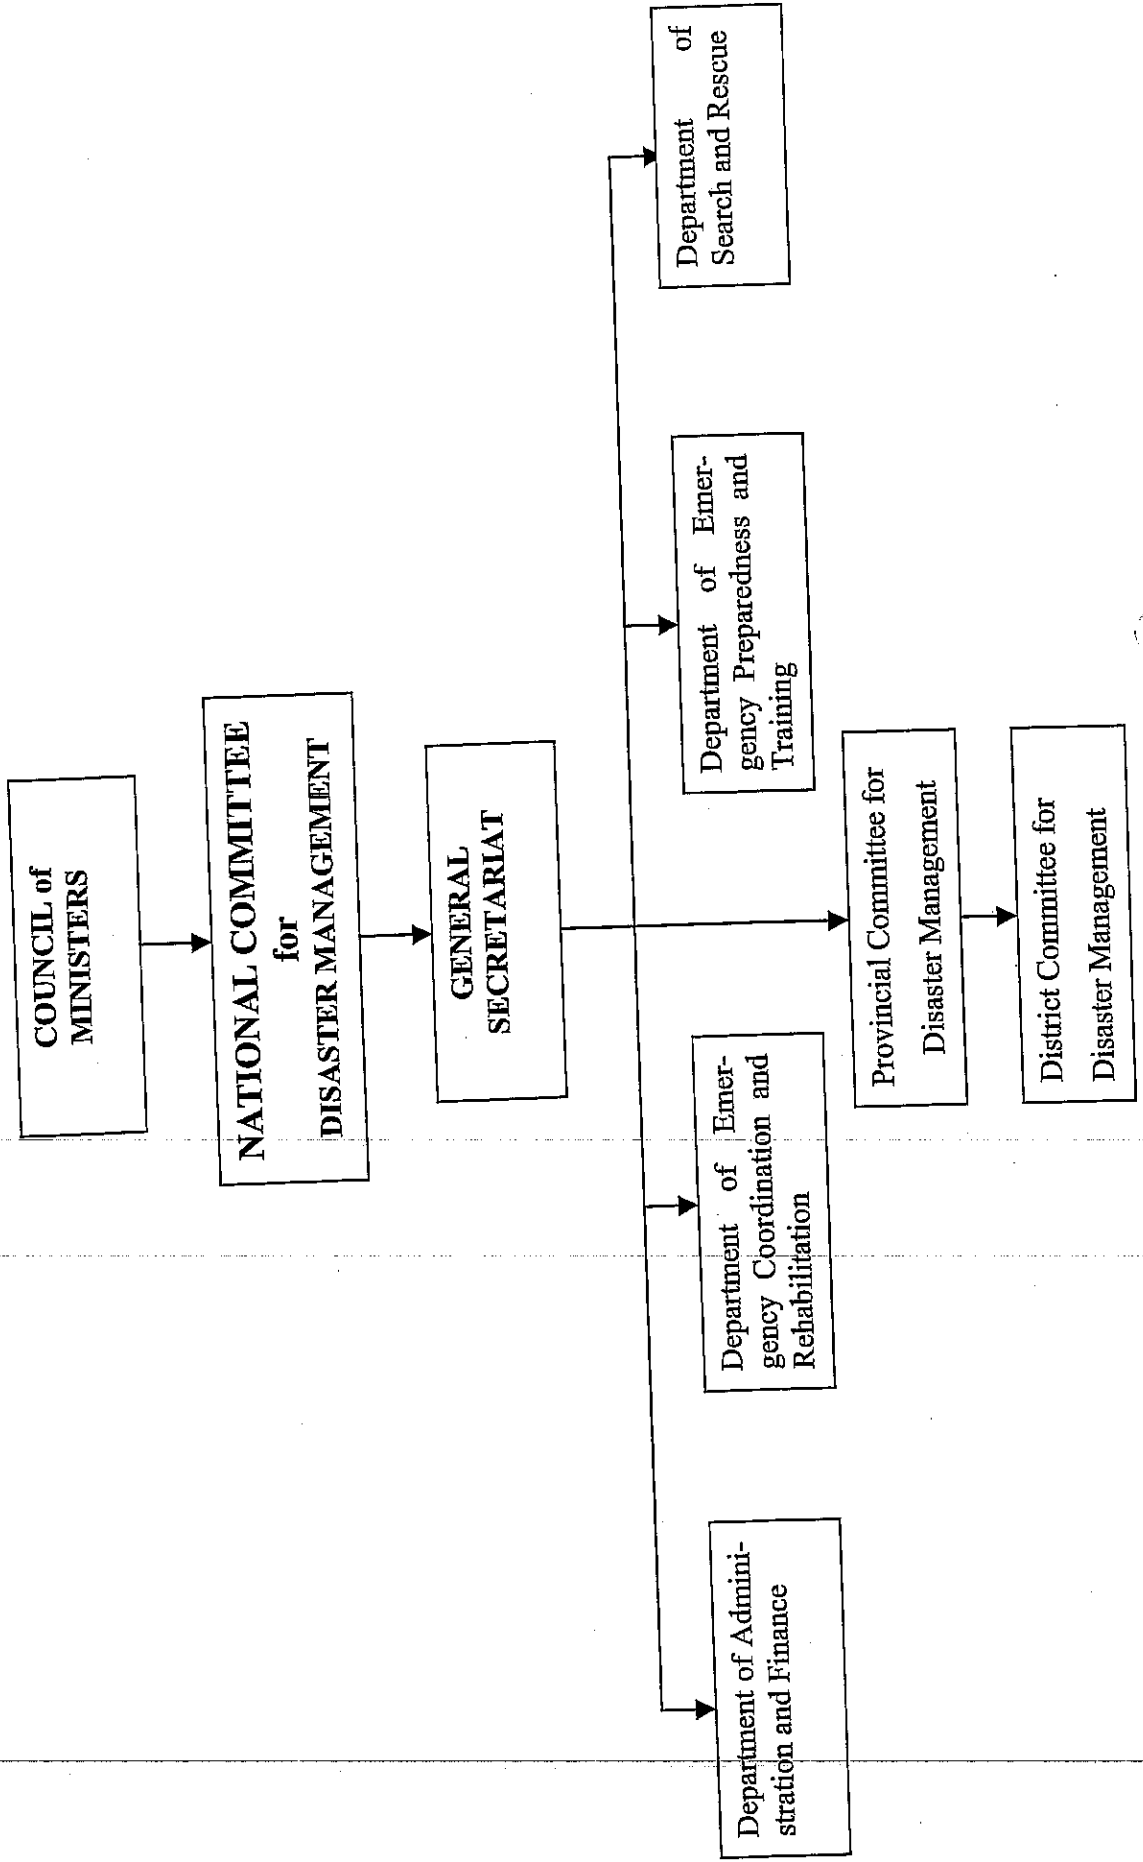 COUNCIL of
MINISTERS
NATIONAL COMMITTEE
for
DISASTER MANAGEMENT
GENERAL
SECRETARIAT
Department of Admini-
stration and Finance
Department of Emer-
gency Coordination and
Rehabilitation
Department of Emer-
gency Preparedness and
Training
Department of
Search and Rescue
Provincial Committee for
Disaster Management
District Committee for
Disaster Management